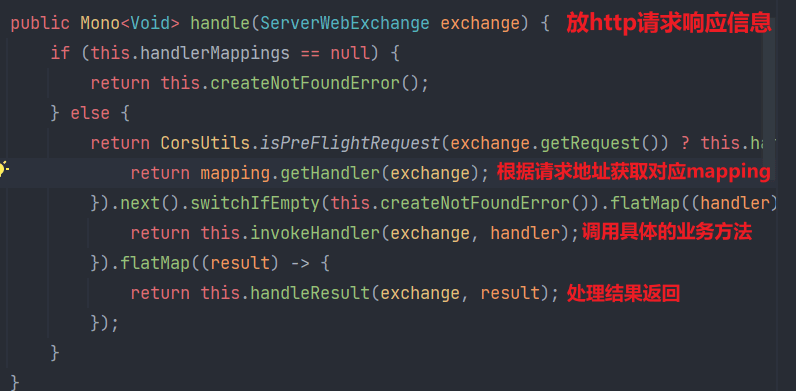 public Mono<Void> handle(ServerWebExchange exchange) { 放http请求响应信息
if (this.handlerMappings == null) {
return this.createNotFoundError();
} else {
return CorsUtils.isPreFlightRequest(exchange.getRequest()) ? this.ha
return mapping.getHandler(exchange); 根据请求地址获取对应mapping
}).next().switchIfEmpty(this.createNotFoundError()).flatMap((handler)
return this.invokeHandler(exchange, handler);调用具体的业务方法
}).flatMap((result) -> {
return this.handleResult(exchange, result); 处理结果返回
});
}
}